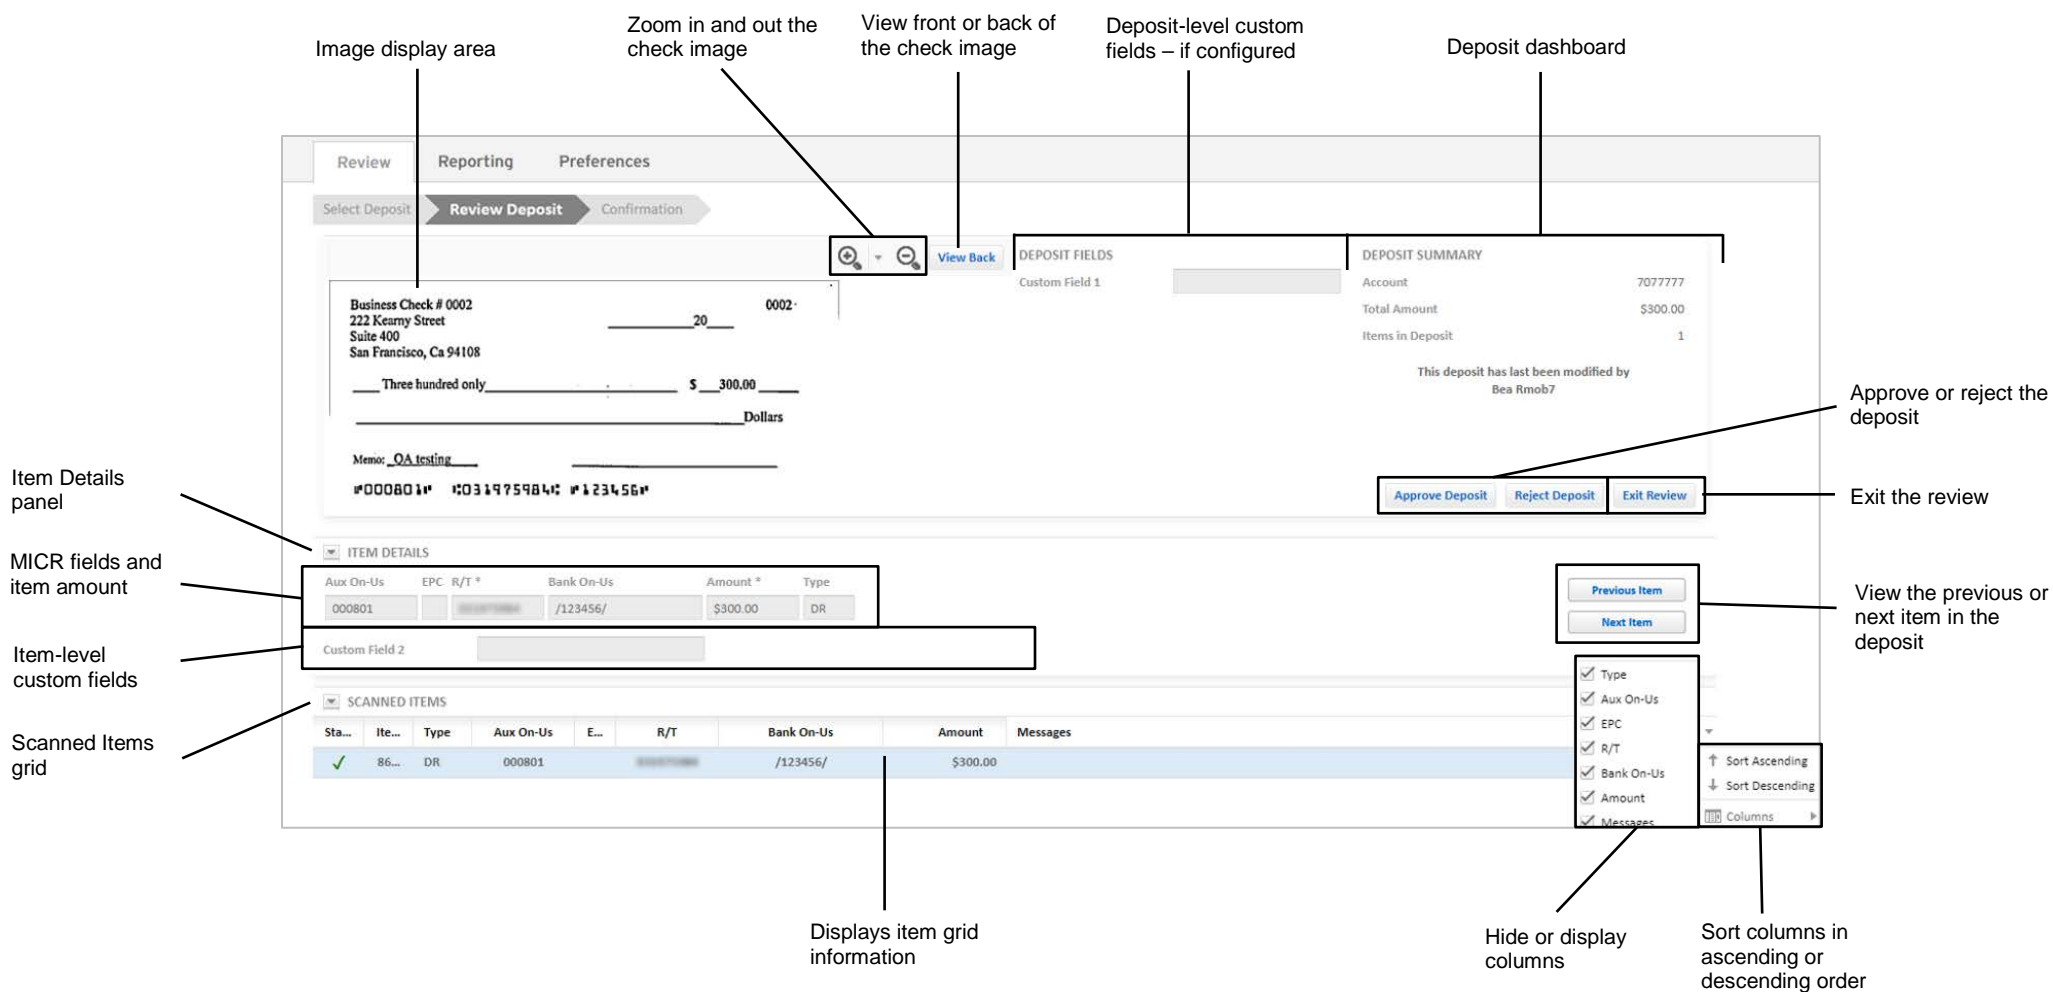 Image display area
Zoom in and out the
check image
View front or back of
the check image
Deposit-level custom
fields – if configured
Deposit dashboard
Review Reporting Preferences
Select Deposit Review Deposit Confirmation
View Back
DEPOSIT FIELDS
Custom Field 1
DEPOSIT SUMMARY
Account 7077777
Total Amount $300.00
Items in Deposit 1
This deposit has last been modified by
Bea Rmob7
Business Check # 0002 0002
222 Kearny Street 20
Suite 400
San Francisco, Ca 94108
Three hundred only $ 300.00
Dollars
Memo: QA testing
⑈000801⑈ ⑆031975984⑆ ⑈123456⑈
Approve Deposit Reject Deposit Exit Review
Approve or reject the
deposit
Exit the review
Item Details
panel
MICR fields and
item amount
Item-level
custom fields
Scanned Items
grid
ITEM DETAILS
Aux On-Us EPC R/T * Bank On-Us Amount * Type
000801 /123456/ $300.00 DR
Custom Field 2
Previous Item
Next Item
View the previous or
next item in the
deposit
SCANNED ITEMS
Sta... Ite... Type Aux On-Us E... R/T Bank On-Us Amount Messages
86... DR 000801 /123456/ $300.00
Type
Aux On-Us
EPC
R/T
Bank On-Us
Amount
Messages
Sort Ascending
Sort Descending
Columns
Displays item grid
information
Hide or display
columns
Sort columns in
ascending or
descending order